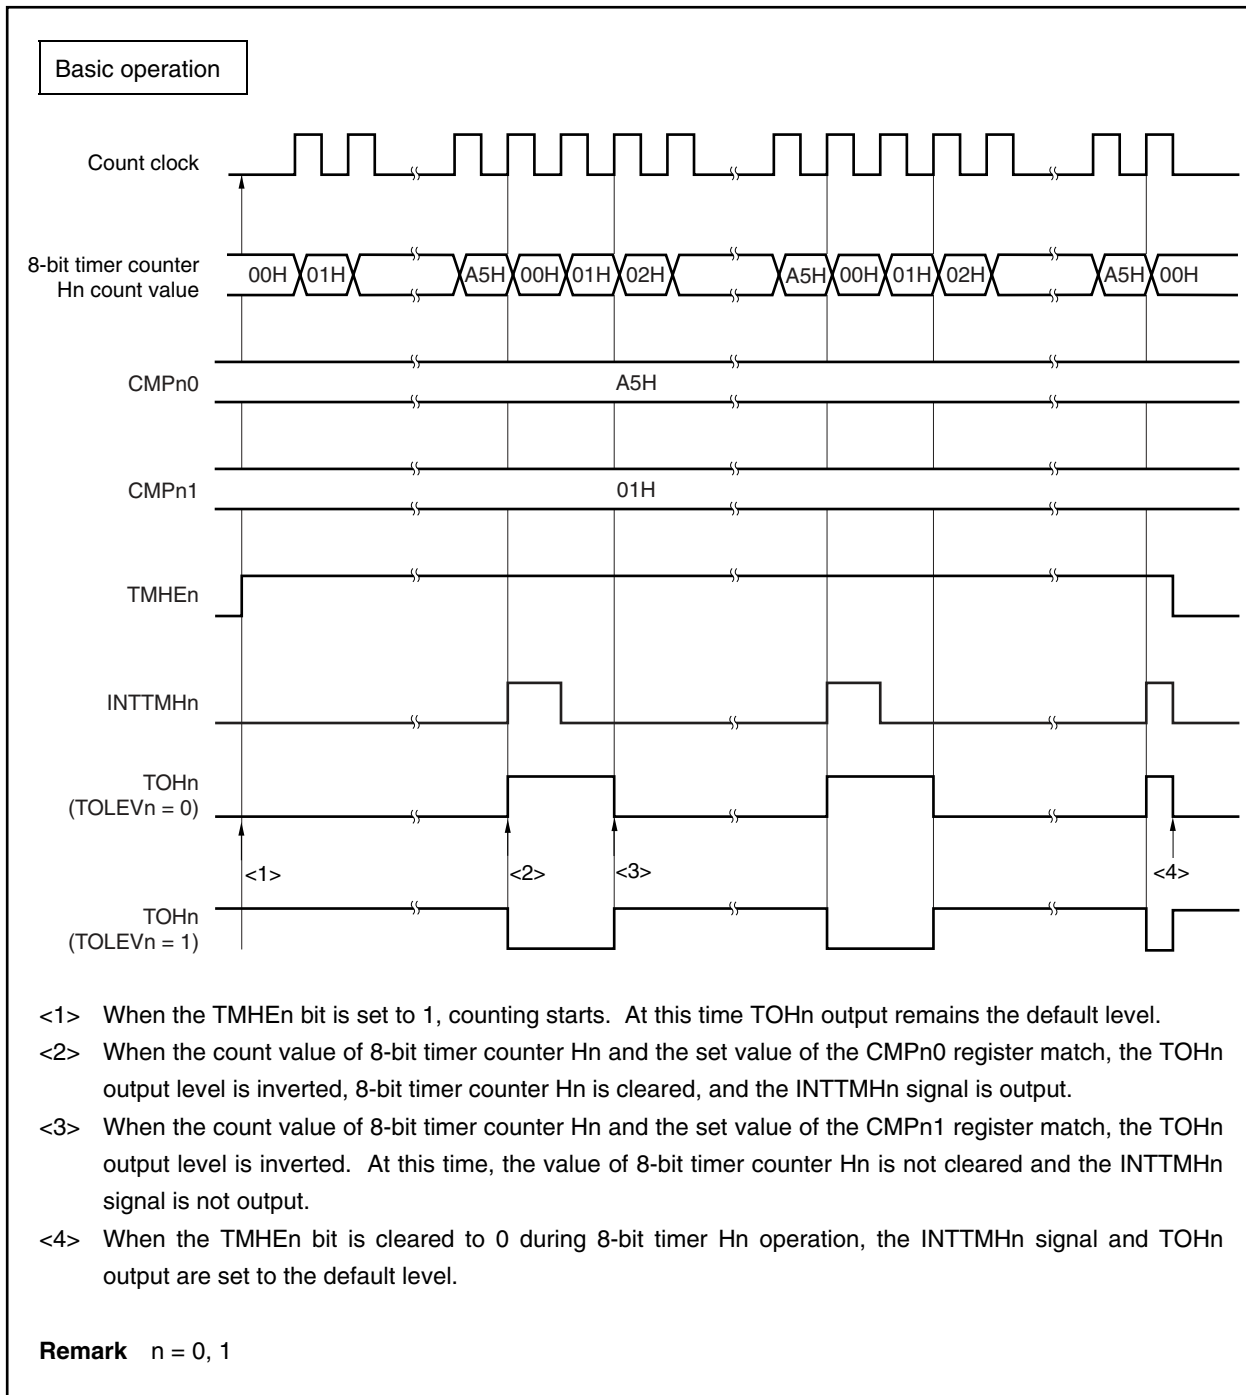 Basic operation
Count clock
8-bit timer counter
Hn count value
00H 01H A5H 00H 01H 02H A5H 00H 01H 02H A5H 00H
CMPn0
A5H
CMPn1
01H
TMHEn
INTTMHn
TOHn
(TOLEVn = 0)
<1> <2> <3> <4>
TOHn
(TOLEVn = 1)
<1> When the TMHEn bit is set to 1, counting starts. At this time TOHn output remains the default level.
<2> When the count value of 8-bit timer counter Hn and the set value of the CMPn0 register match, the TOHn
output level is inverted, 8-bit timer counter Hn is cleared, and the INTTMHn signal is output.
<3> When the count value of 8-bit timer counter Hn and the set value of the CMPn1 register match, the TOHn
output level is inverted. At this time, the value of 8-bit timer counter Hn is not cleared and the INTTMHn
signal is not output.
<4> When the TMHEn bit is cleared to 0 during 8-bit timer Hn operation, the INTTMHn signal and TOHn
output are set to the default level.
Remark n = 0, 1